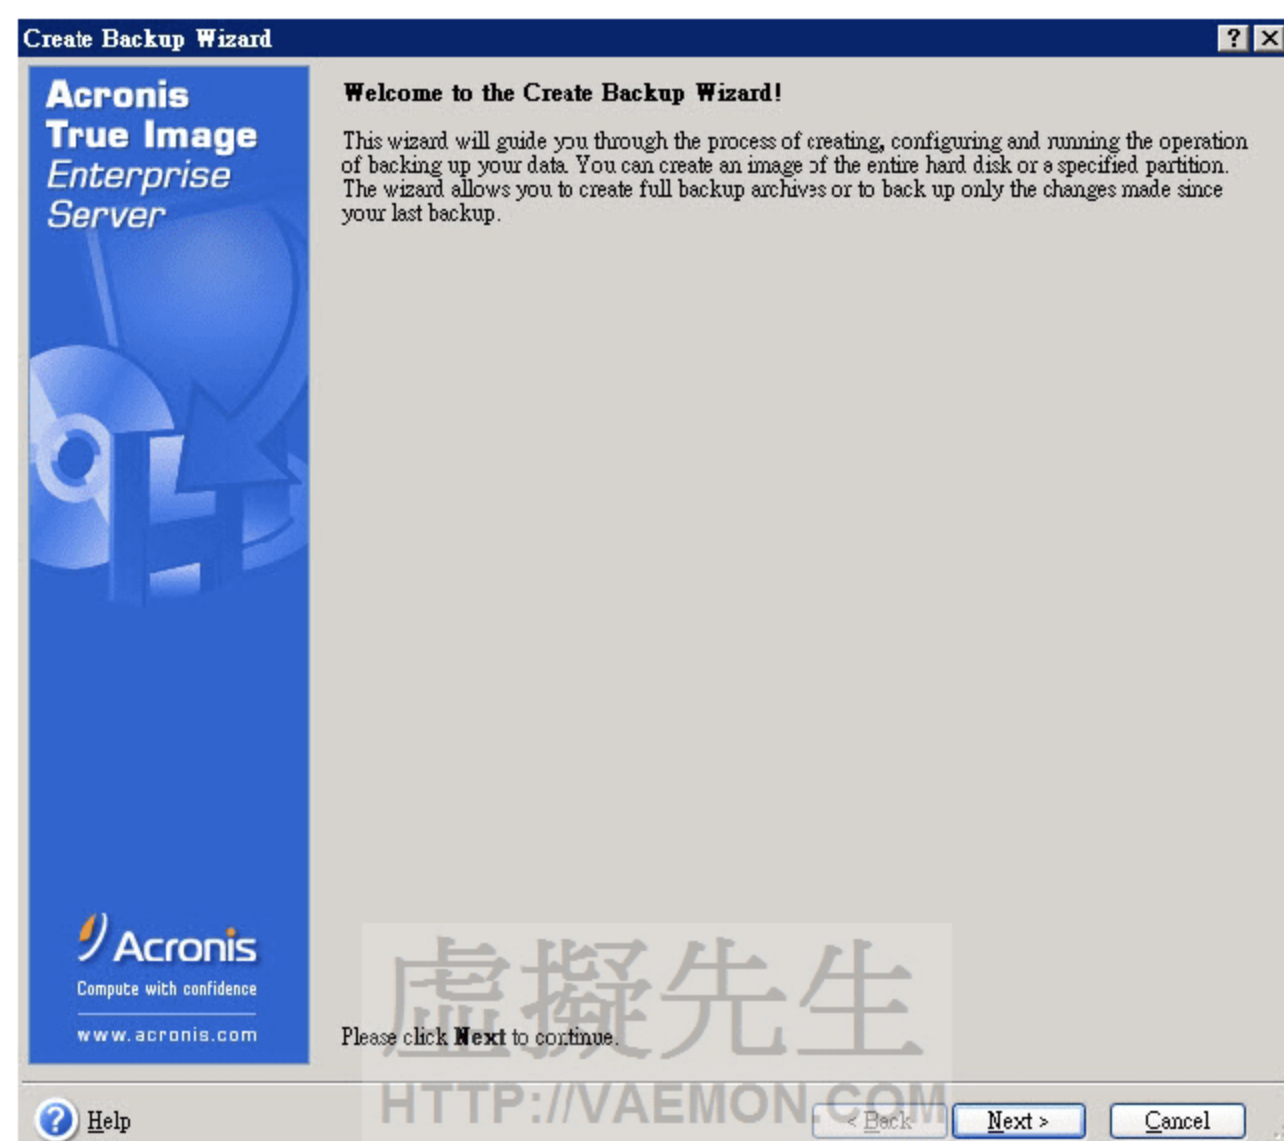 Create Backup Wizard
Acronis
True Image
Enterprise
Server
Welcome to the Create Backup Wizard!
This wizard will guide you through the process of creating, configuring and running the operation
of backing up your data. You can create an image of the entire hard disk or a specified partition.
The wizard allows you to create full backup archives or to back up only the changes made since
your last backup.
Acronis
Compute with confidence
www.acronis.com
虛擬先生
Please click Next to continue.
HTTP://VAEMON.COM
Help
< Back
Next >
Cancel